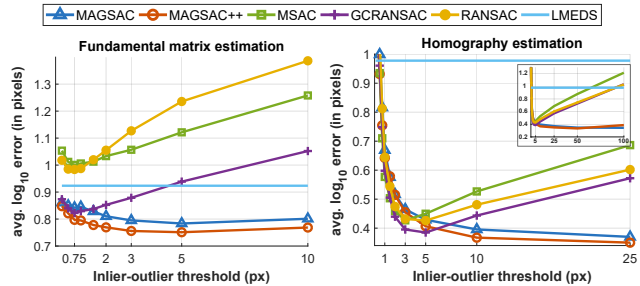 MAGSAC MAGSAC++ MSAC GCRANSAC RANSAC LMEDS
Fundamental matrix estimation
avg. log10 error (in pixels)
1.3
1.2
1.1
1
0.9
0.8
0.7
0.75 2 3 5 10
Inlier-outlier threshold (px)
Homography estimation
avg. log10 error (in pixels)
1
0.9
0.8
0.7
0.6
0.5
0.4
1 3 5 10 25
Inlier-outlier threshold (px)
1.2
1
0.8
0.6
0.4
0.2
5 25 50 100